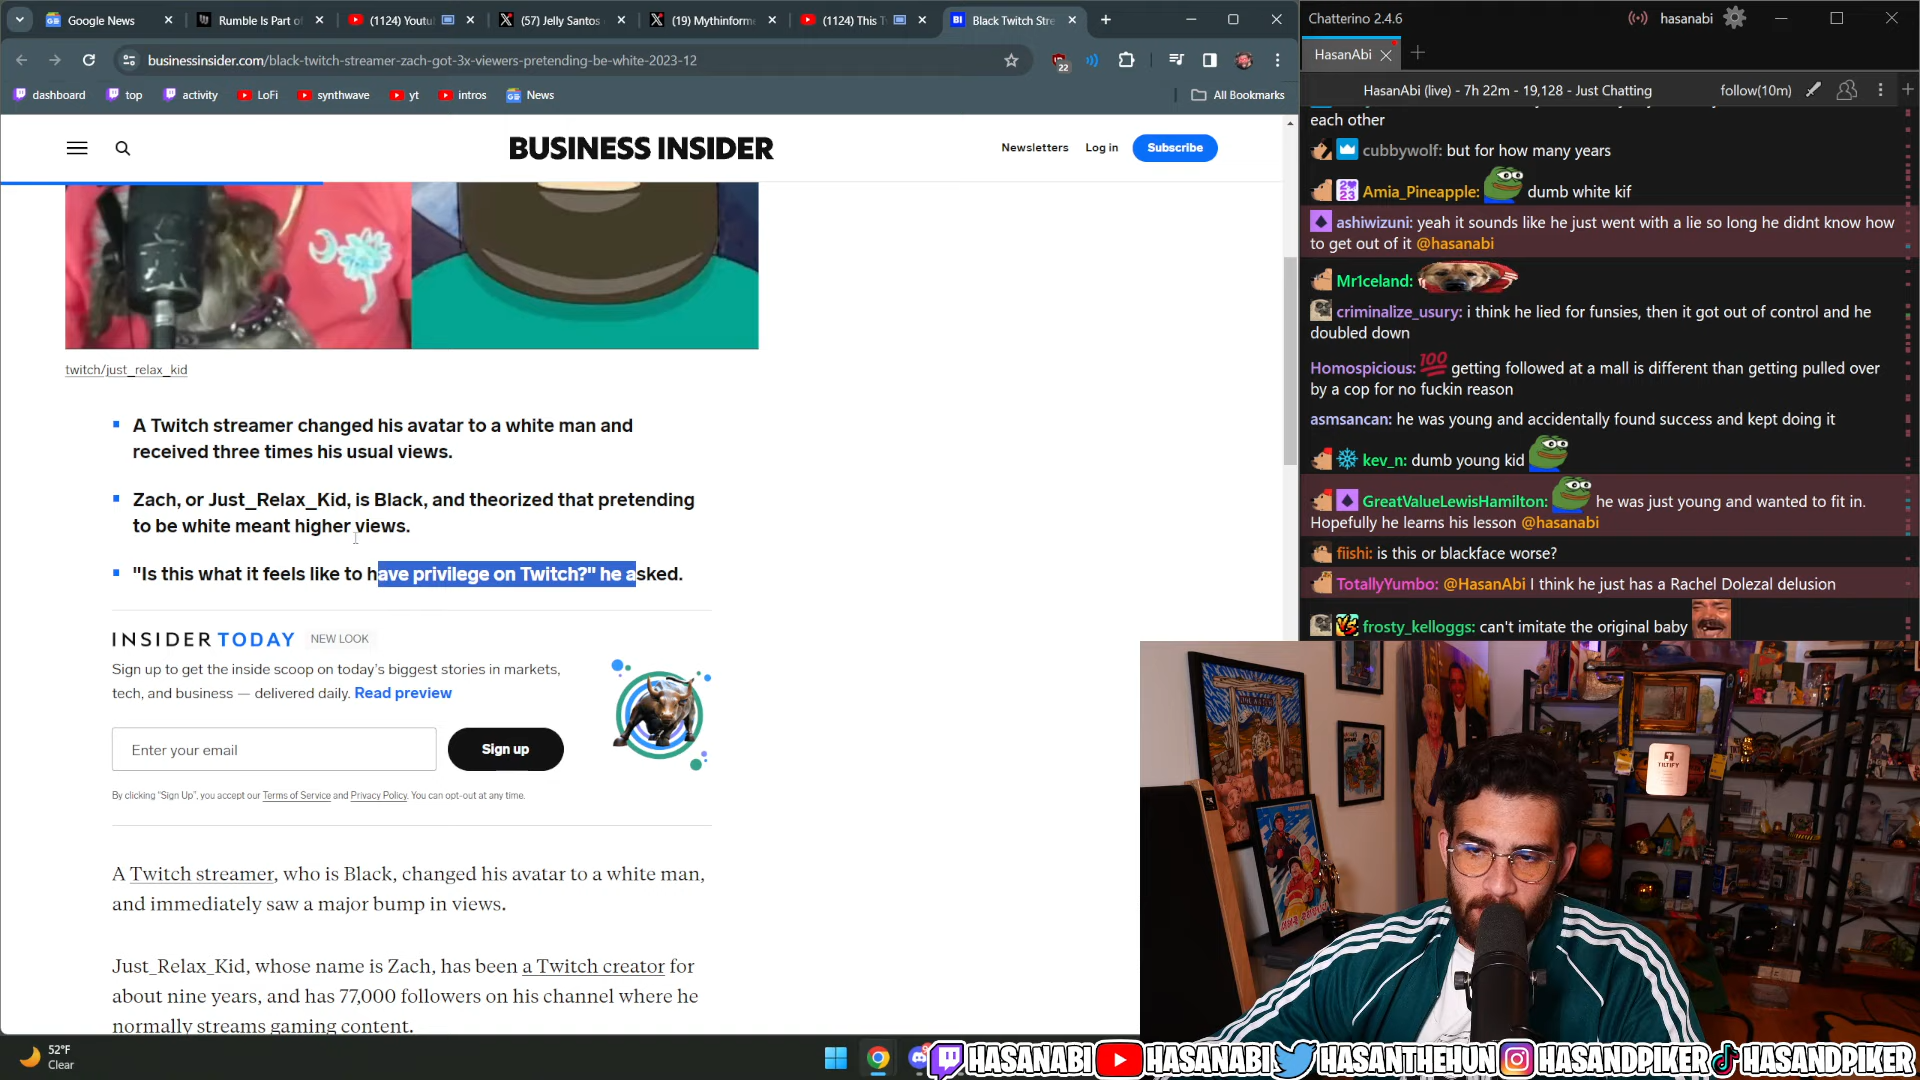 Google News
Rumble Is Part of
(1124) Youtu
(57) Jelly Santos
(19) Mythinforme
(1124) This T
BI
Black Twitch Stre
businessinsider.com/black-twitch-streamer-zach-got-3x-viewers-pretending-be-white-2023-12
22
dashboard
top
activity
LoFi
synthwave
yt
intros
News
All Bookmarks
BUSINESS INSIDER
Newsletters
Log in
Subscribe
twitch/just_relax_kid
A Twitch streamer changed his avatar to a white man and
received three times his usual views.
Zach, or Just_Relax_Kid, is Black, and theorized that pretending
to be white meant higher views.
"Is this what it feels like to have privilege on Twitch?" he asked.
INSIDER TODAY NEW LOOK
Sign up to get the inside scoop on today's biggest stories in markets,
tech, and business — delivered daily. Read preview
Enter your email
Sign up
By clicking "Sign Up", you accept our Terms of Service and Privacy Policy. You can opt-out at any time.
A Twitch streamer, who is Black, changed his avatar to a white man,
and immediately saw a major bump in views.
Just_Relax_Kid, whose name is Zach, has been a Twitch creator for
about nine years, and has 77,000 followers on his channel where he
normally streams gaming content.
52°F
Clear
Chatterino 2.4.6
hasanabi
HasanAbi
HasanAbi (live) - 7h 22m - 19,128 - Just Chatting
follow(10m)
each other
cubbywolf: but for how many years
Amia_Pineapple: dumb white kif
ashiwizuni: yeah it sounds like he just went with a lie so long he didnt know how
to get out of it @hasanabi
Mr1celand:
criminalize_usury: i think he lied for funsies, then it got out of control and he
doubled down
Homospicious: 100 getting followed at a mall is different than getting pulled over
by a cop for no fuckin reason
asmsancan: he was young and accidentally found success and kept doing it
kev_n: dumb young kid
GreatValueLewisHamilton: he was just young and wanted to fit in.
Hopefully he learns his lesson @hasanabi
fiishi: is this or blackface worse?
TotallyYumbo: @HasanAbi I think he just has a Rachel Dolezal delusion
frosty_kelloggs: can't imitate the original baby
TILTIFY
HASANABI HASANABI HASANTHEHUN HASANDPIKER HASANDPIKER